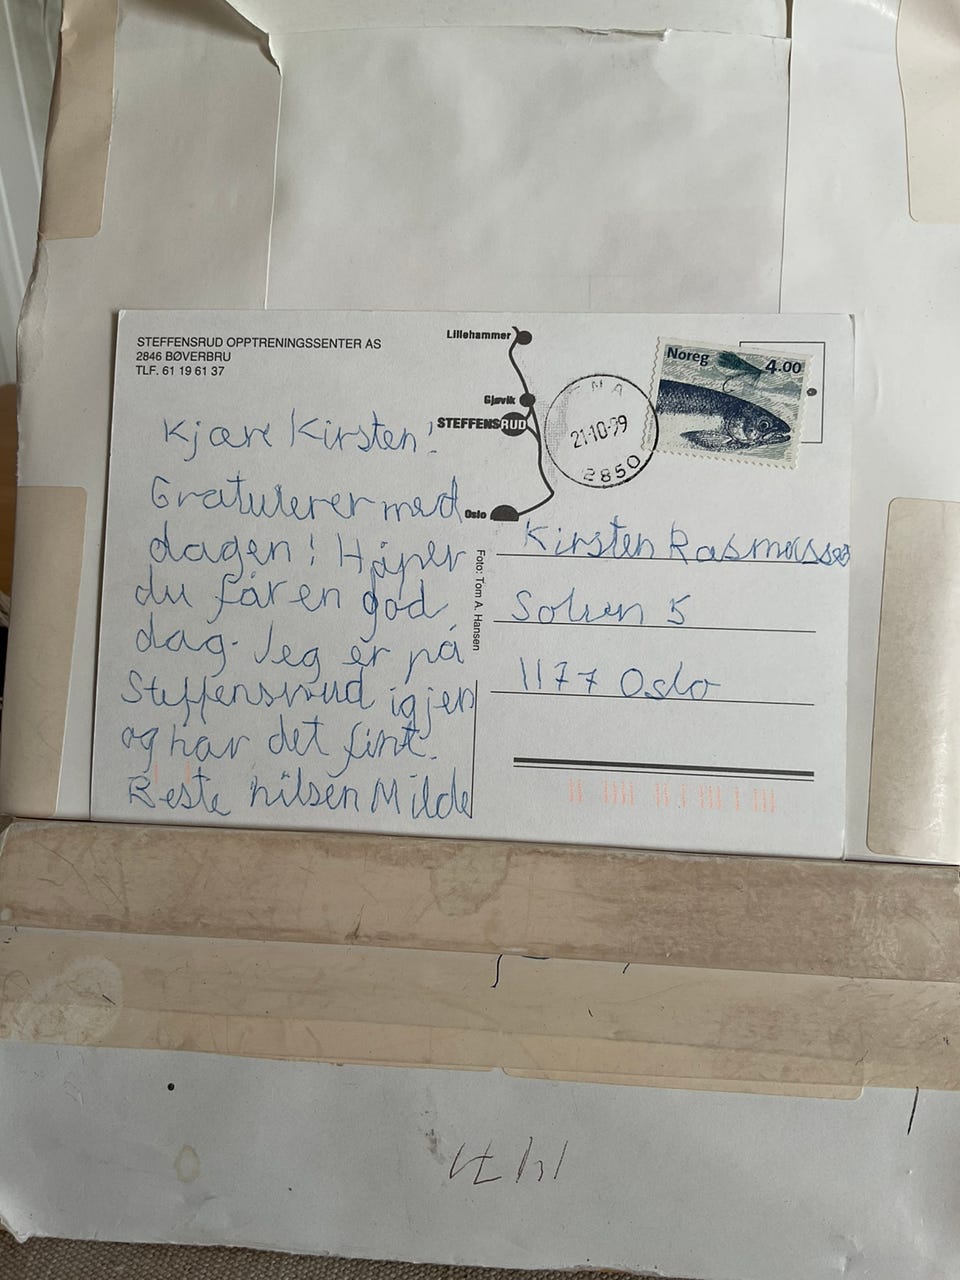 STEFFENSRUD OPPTRENINGSSENTER AS
2846 BØVERBRU
TLF. 61 19 61 37
Lillehammer
Gjøvik
STEFFENSRUD
Oslo
Noreg 4.00
21-10-99
2850
Kjære Kirsten!
Gratulerer med
dagen! Håper
du får en god
dag. Jeg er på
Steffensrud igjen
og har det fint.
Beste hilsen Milde
Foto: Tom A. Hansen
Kirsten Rasmussen
5
1177 Oslo